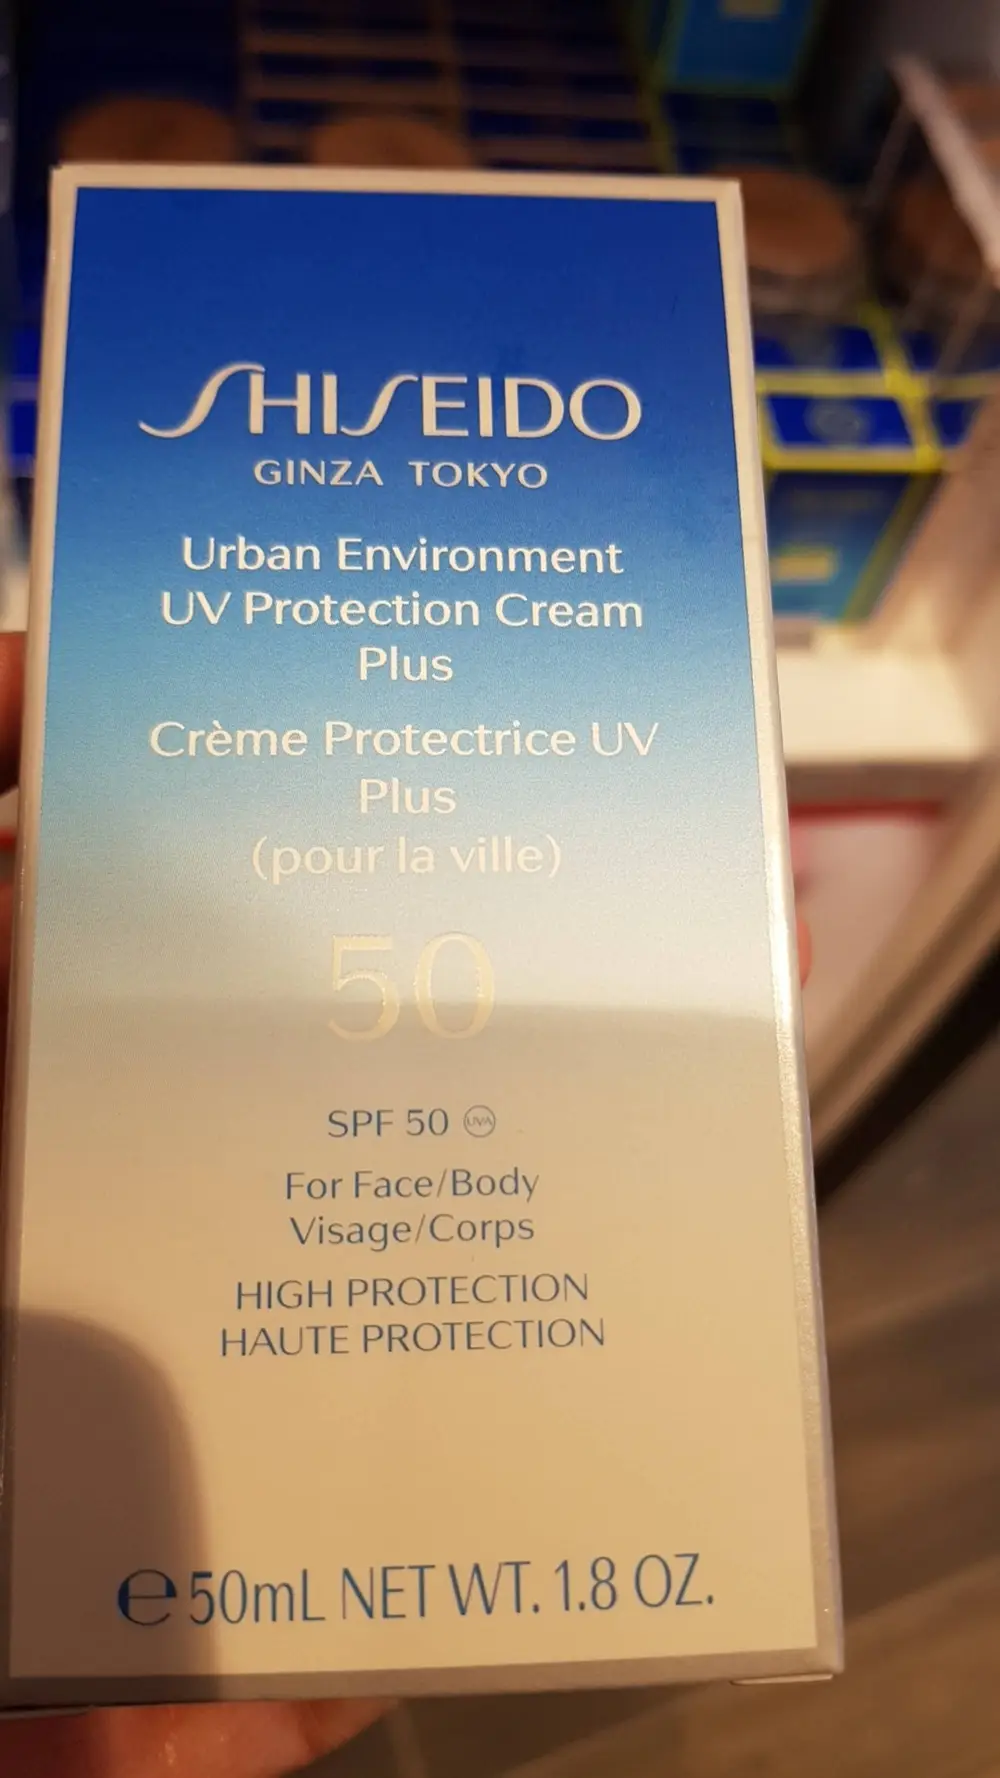 SHISEIDO
GINZA TOKYO
Urban Environment
UV Protection Cream
Plus
Crème Protectrice UV
Plus
(pour la ville)
50
SPF 50 UVA
For Face/Body
Visage/Corps
HIGH PROTECTION
HAUTE PROTECTION
℮50mL NET WT. 1.8 OZ.